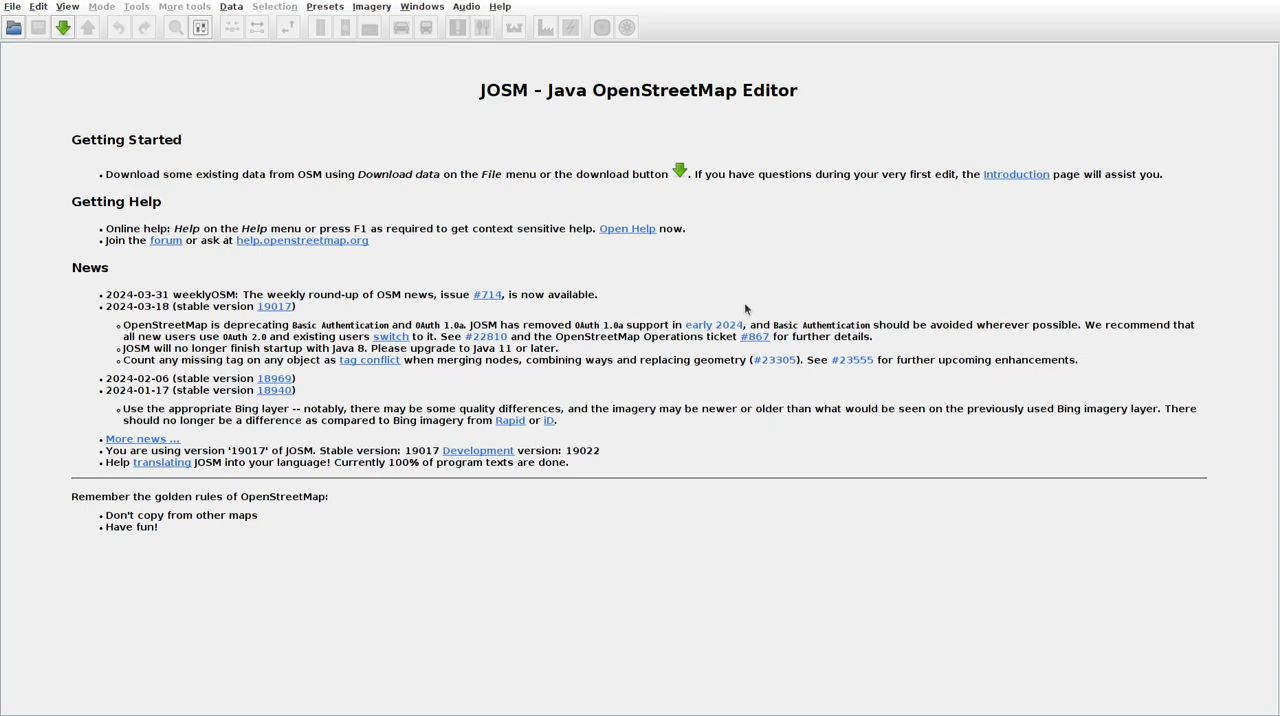 File Edit View Mode Tools More tools Data Selection Presets Imagery Windows Audio Help
JOSM – Java OpenStreetMap Editor
Getting Started
• Download some existing data from OSM using Download data on the File menu or the download button . If you have questions during your very first edit, the Introduction page will assist you.
Getting Help
• Online help: Help on the Help menu or press F1 as required to get context sensitive help. Open Help now.
• Join the forum or ask at help.openstreetmap.org
News
• 2024-03-31 weeklyOSM: The weekly round-up of OSM news, issue #714, is now available.
• 2024-03-18 (stable version 19017)
◦ OpenStreetMap is deprecating Basic Authentication and OAuth 1.0a. JOSM has removed OAuth 1.0a support in early 2024, and Basic Authentication should be avoided wherever possible. We recommend that
all new users use OAuth 2.0 and existing users switch to it. See #22810 and the OpenStreetMap Operations ticket #867 for further details.
◦ JOSM will no longer finish startup with Java 8. Please upgrade to Java 11 or later.
◦ Count any missing tag on any object as tag conflict when merging nodes, combining ways and replacing geometry (#23305). See #23555 for further upcoming enhancements.
• 2024-02-06 (stable version 18969)
• 2024-01-17 (stable version 18940)
◦ Use the appropriate Bing layer -- notably, there may be some quality differences, and the imagery may be newer or older than what would be seen on the previously used Bing imagery layer. There
should no longer be a difference as compared to Bing imagery from Rapid or iD.
• More news ...
• You are using version '19017' of JOSM. Stable version: 19017 Development version: 19022
• Help translating JOSM into your language! Currently 100% of program texts are done.
Remember the golden rules of OpenStreetMap:
• Don't copy from other maps
• Have fun!